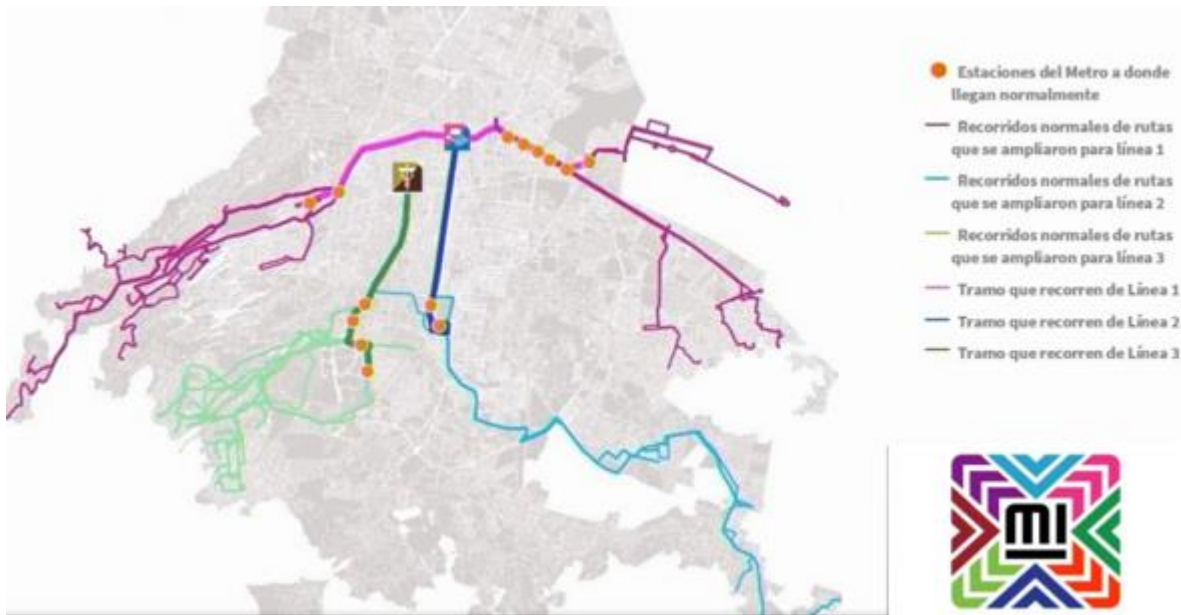 Estaciones del Metro a donde
llegan normalmente
Recorridos normales de rutas
que se ampliaron para línea 1
Recorridos normales de rutas
que se ampliaron para línea 2
Recorridos normales de rutas
que se ampliaron para línea 3
Tramo que recorren de Línea 1
Tramo que recorren de Línea 2
Tramo que recorren de Línea 3
MI